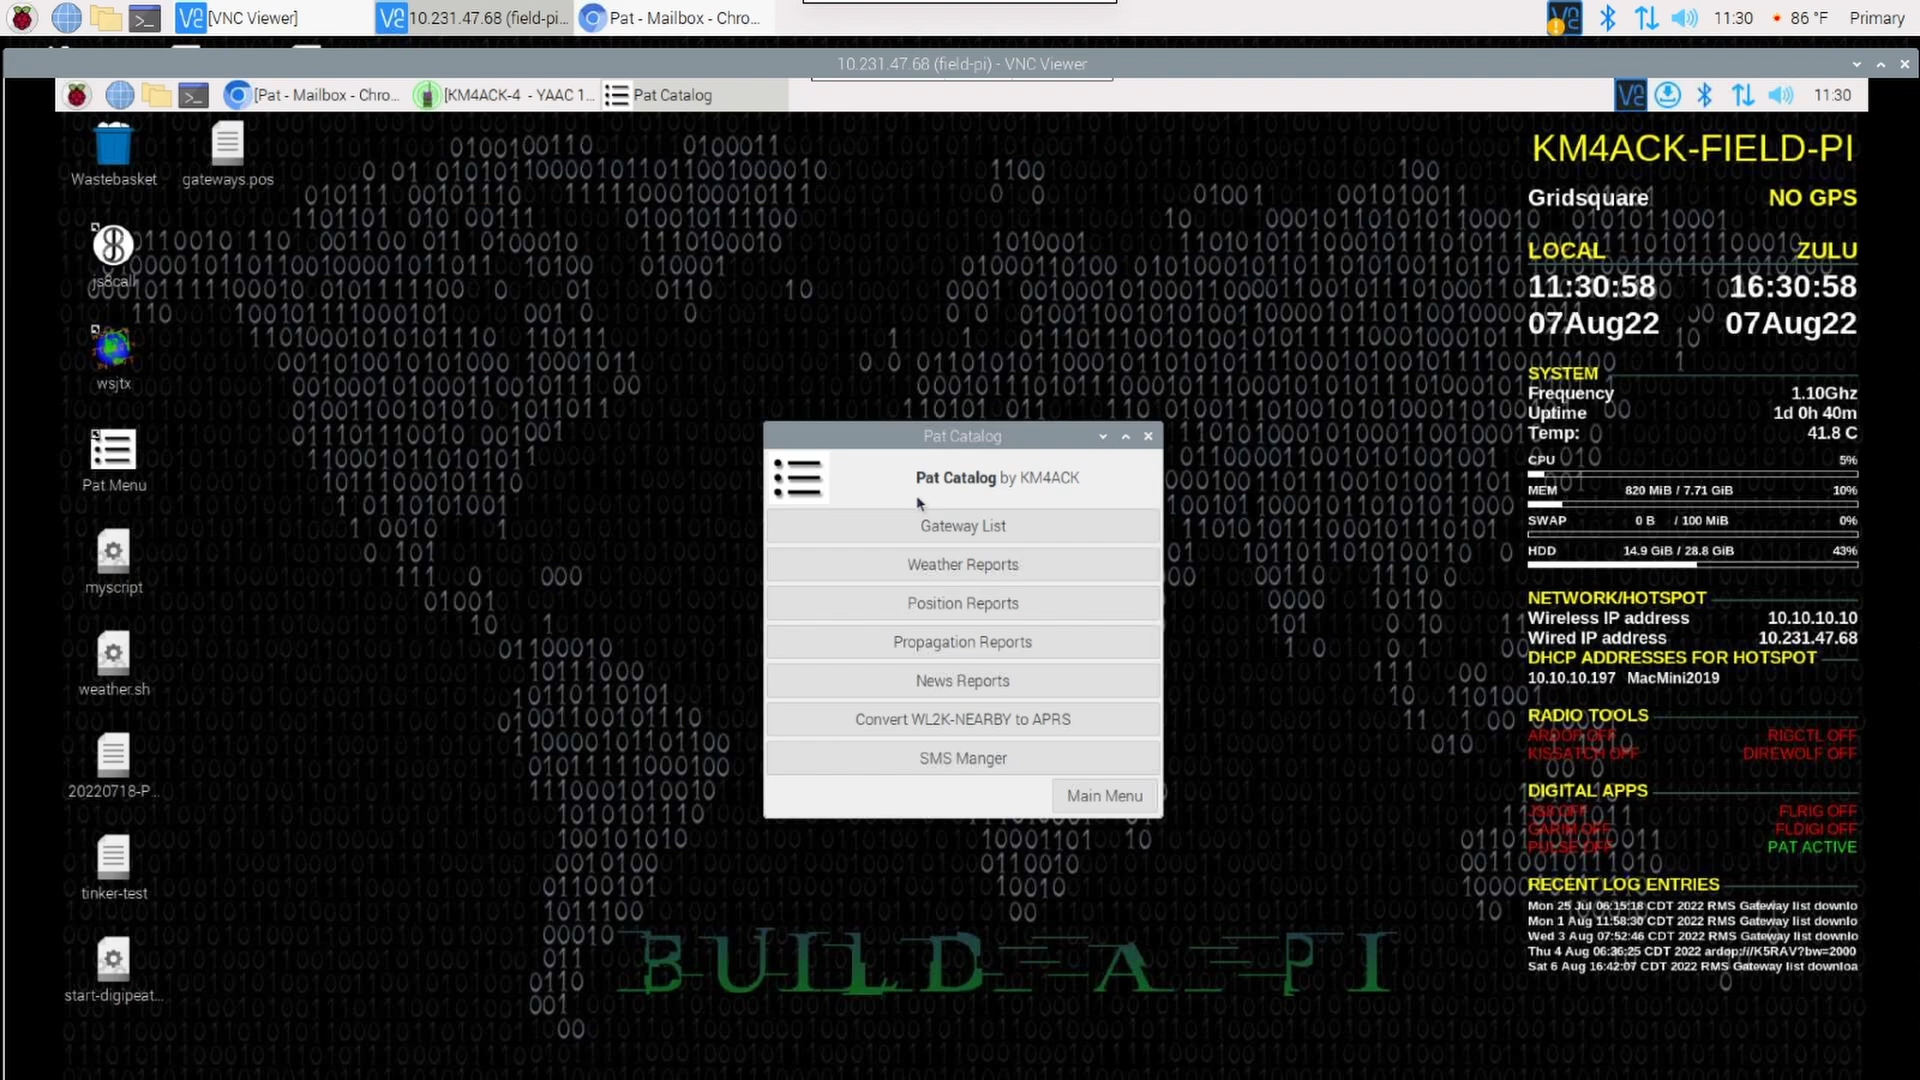 [VNC Viewer]
10.231.47.68 (field-pi...
Pat - Mailbox - Chro...
11:30
86 °F
Primary
10.231.47.68 (field-pi) - VNC Viewer
[Pat - Mailbox - Chro...
[KM4ACK-4 - YAAC 1...
Pat Catalog
11:30
Wastebasket
gateways.pos
js8call
wsjtx
Pat Menu
myscript
weather.sh
20220718-P...
tinker-test
start-digipeat...
Pat Catalog
Pat Catalog by KM4ACK
Gateway List
Weather Reports
Position Reports
Propagation Reports
News Reports
Convert WL2K-NEARBY to APRS
SMS Manger
Main Menu
BUILD-A-PI
KM4ACK-FIELD-PI
Gridsquare NO GPS
LOCAL ZULU
11:30:58 16:30:58
07Aug22 07Aug22
SYSTEM
Frequency 1.10Ghz
Uptime 1d 0h 40m
Temp: 41.8 C
CPU 5%
MEM 820 MiB / 7.71 GiB 10%
SWAP 0 B / 100 MiB 0%
HDD 14.9 GiB / 28.8 GiB 43%
NETWORK/HOTSPOT
Wireless IP address 10.10.10.10
Wired IP address 10.231.47.68
DHCP ADDRESSES FOR HOTSPOT
10.10.10.197 MacMini2019
RADIO TOOLS
ARDOP OFF RIGCTL OFF
KISSATCH OFF DIREWOLF OFF
DIGITAL APPS
JS8 OFF FLRIG OFF
GARIM OFF FLDIGI OFF
PULSE OFF PAT ACTIVE
RECENT LOG ENTRIES
Mon 25 Jul 06:15:18 CDT 2022 RMS Gateway list downlo
Mon 1 Aug 11:58:30 CDT 2022 RMS Gateway list downlo
Wed 3 Aug 07:52:46 CDT 2022 RMS Gateway list downlo
Thu 4 Aug 06:36:25 CDT 2022 ardop:///K5RAV?bw=2000
Sat 6 Aug 16:42:07 CDT 2022 RMS Gateway list downloa